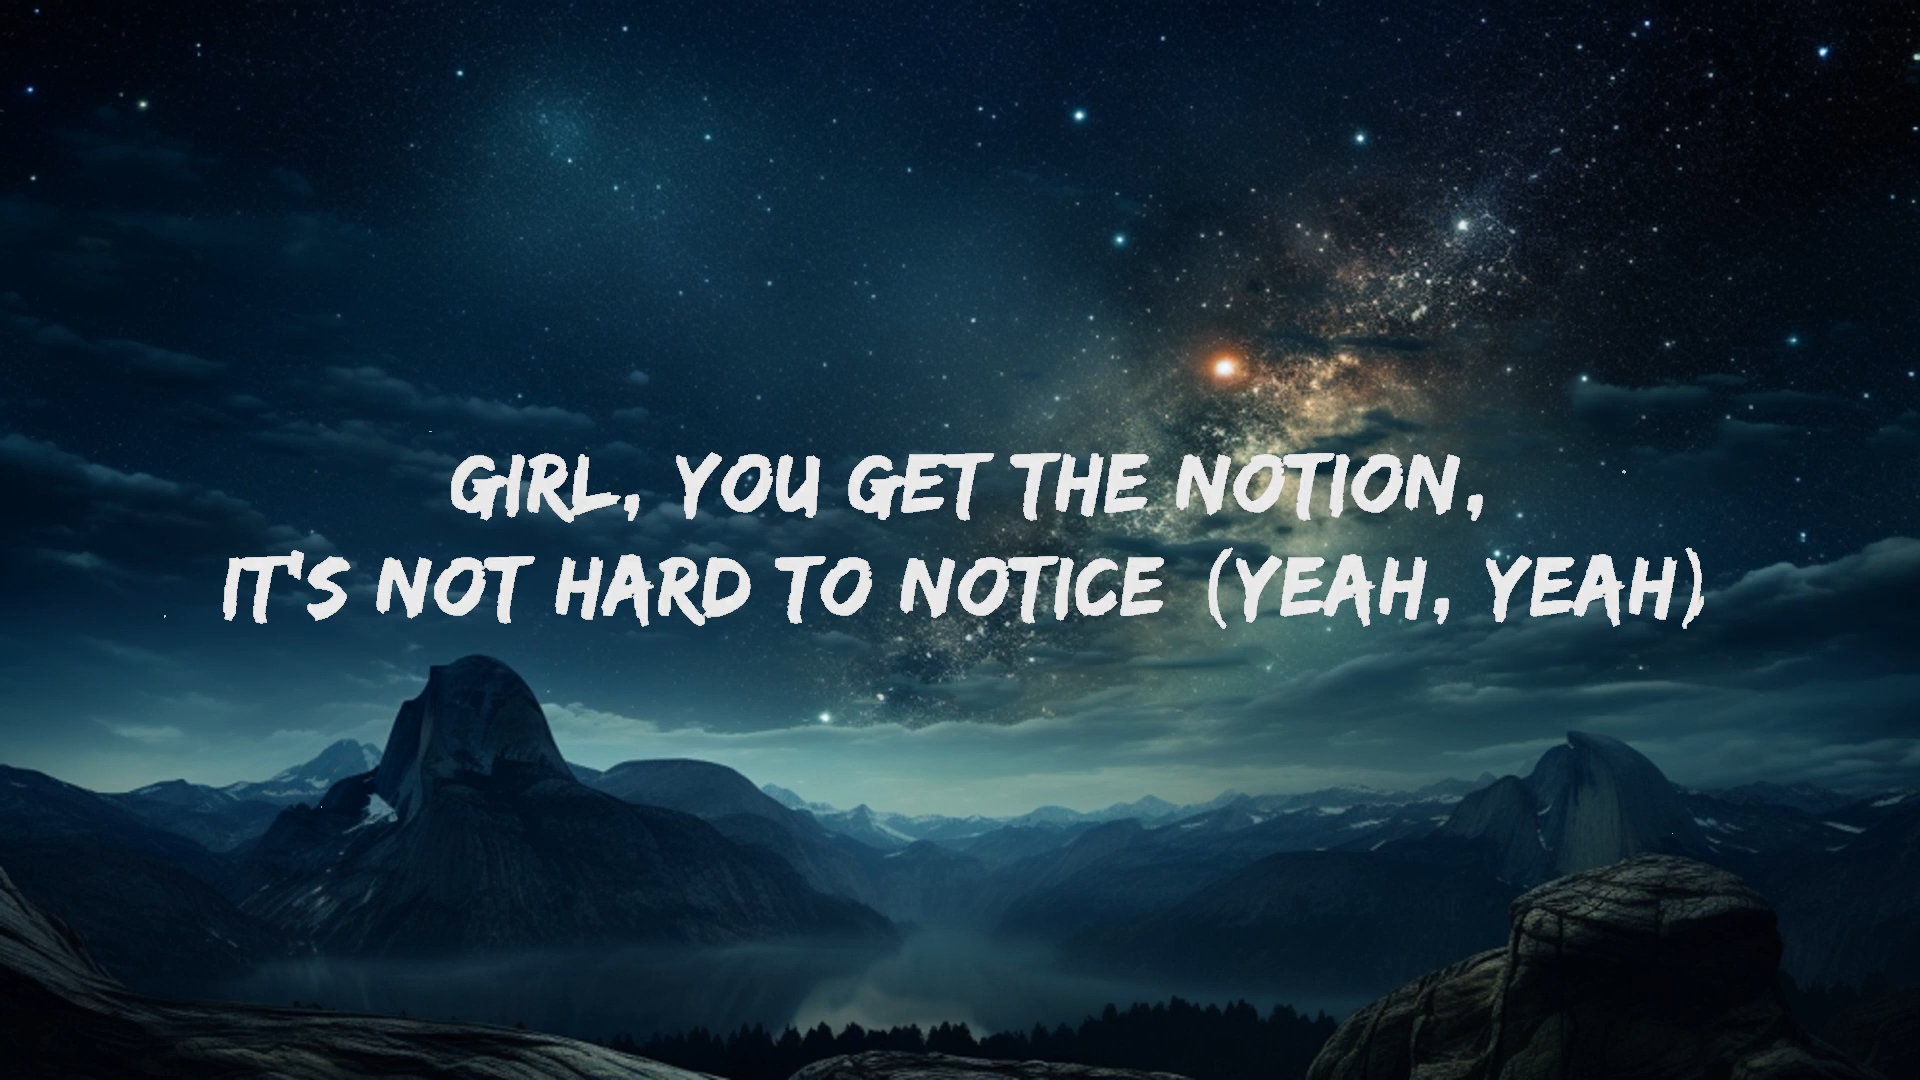 GIRL, YOU GET THE NOTION,
IT'S NOT HARD TO NOTICE (YEAH, YEAH)